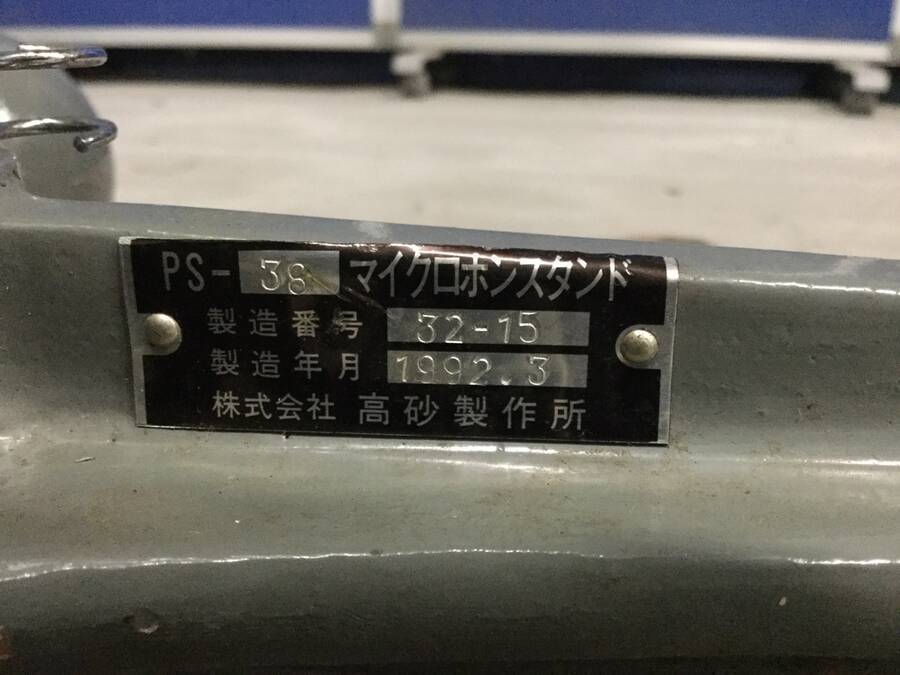 PS-38 マイクロホンスタンド
製造番号 32-15
製造年月 1992.3
株式会社 高砂製作所